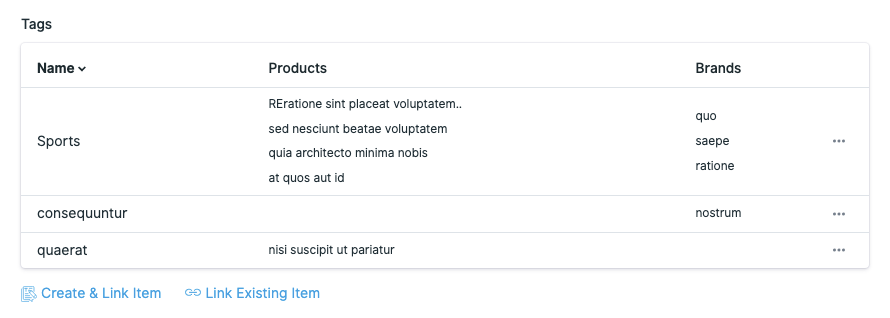 Tags
Name Products Brands
Sports
REratione sint placeat voluptatem..
sed nesciunt beatae voluptatem
quia architecto minima nobis
at quos aut id
quo
saepe
ratione
consequuntur nostrum
quaerat nisi suscipit ut pariatur
Create & Link Item Link Existing Item